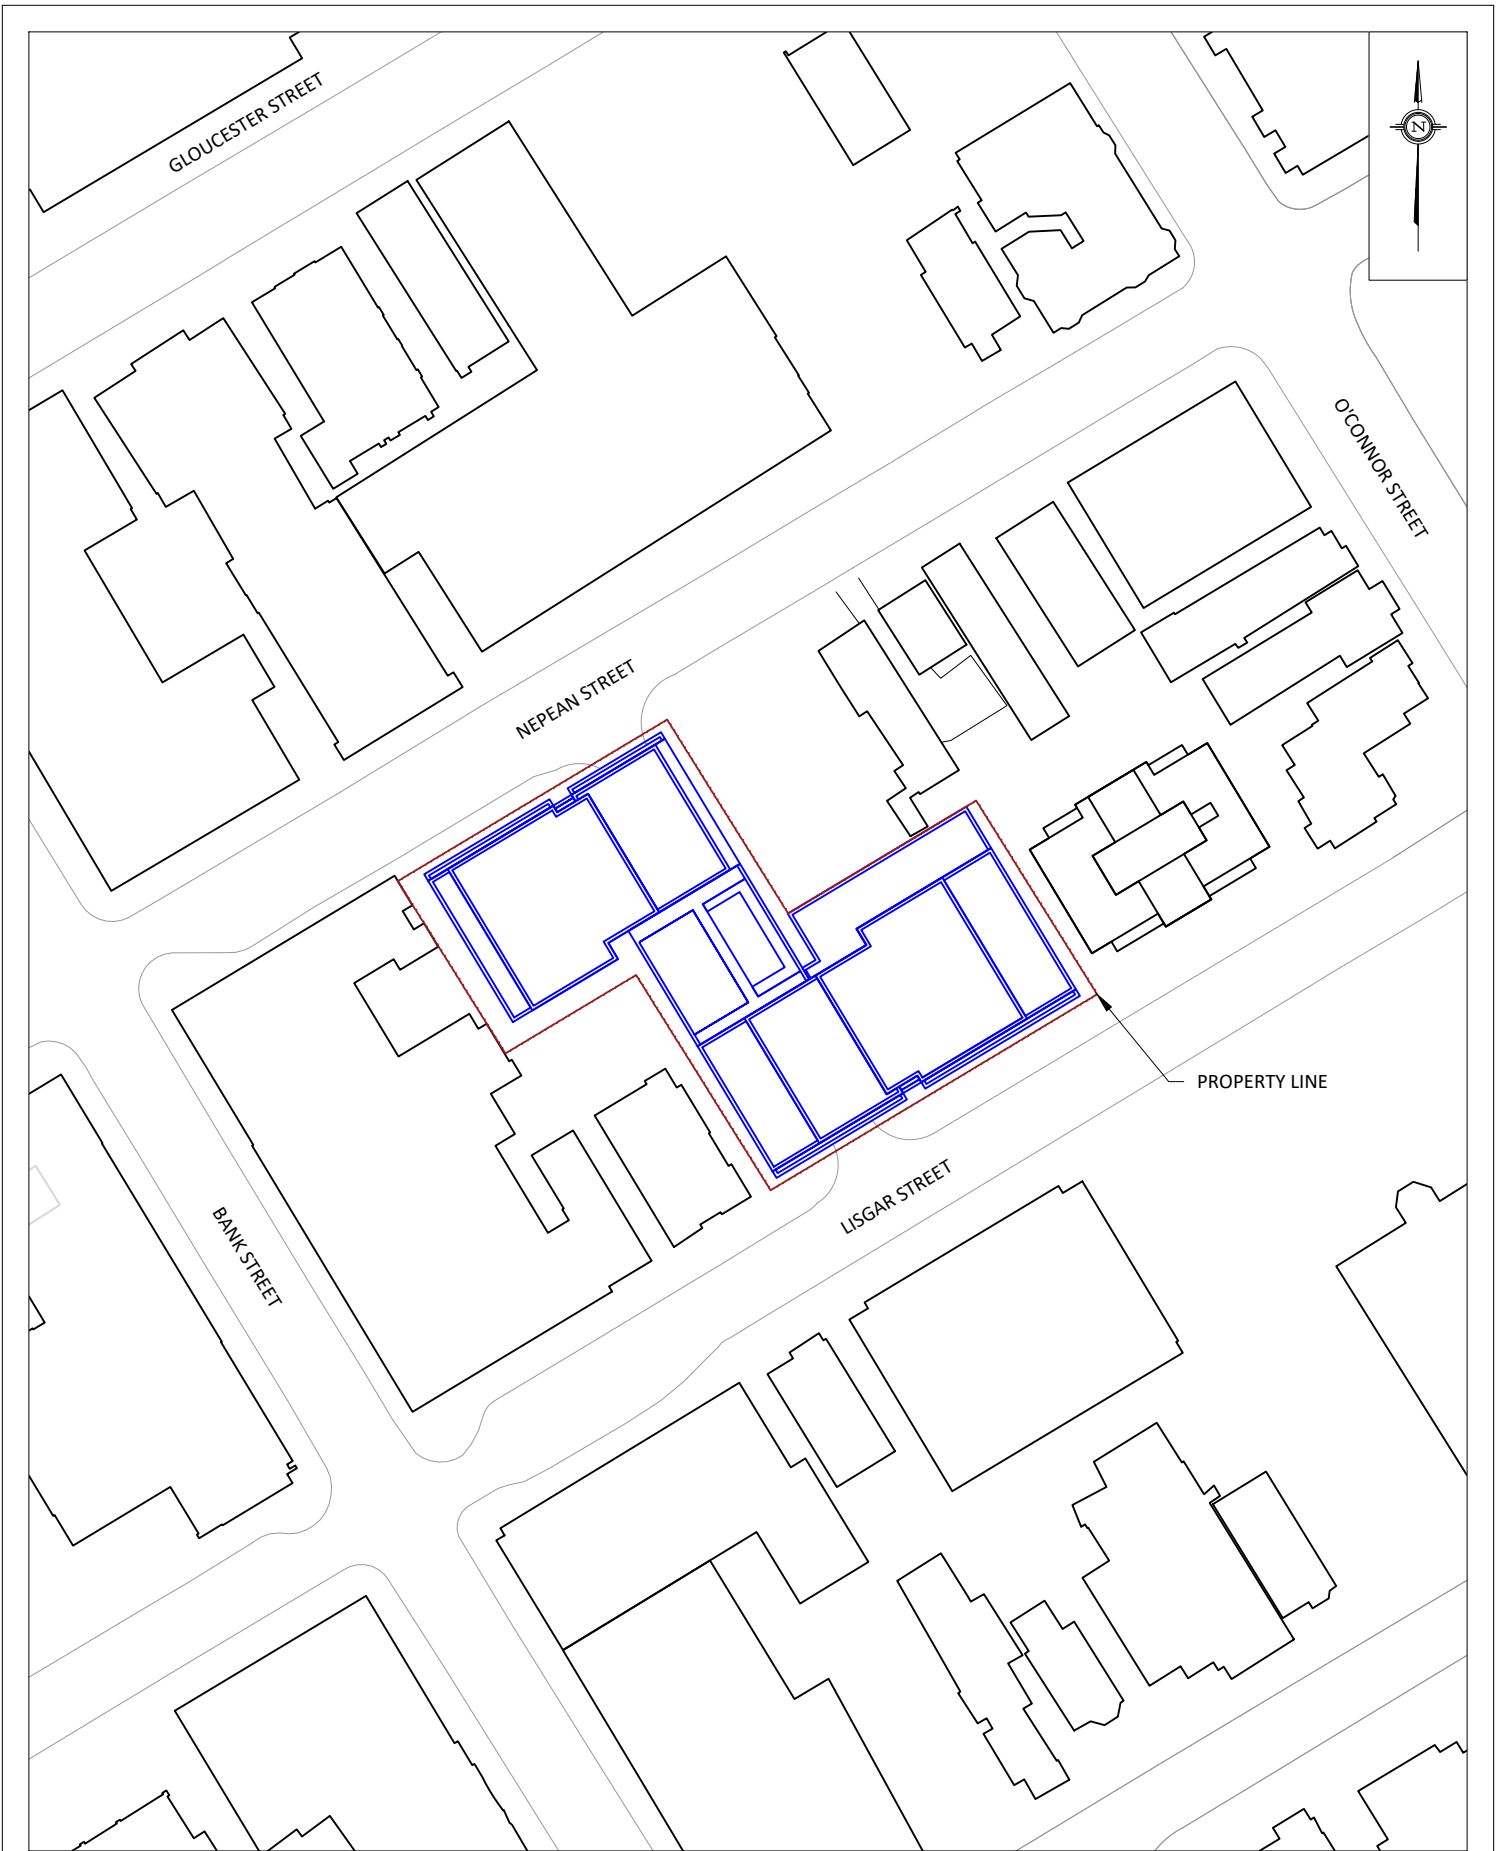 GLOUCESTER STREET
N
O'CONNOR STREET
NEPEAN STREET
PROPERTY LINE
LISGAR STREET
BANK STREET